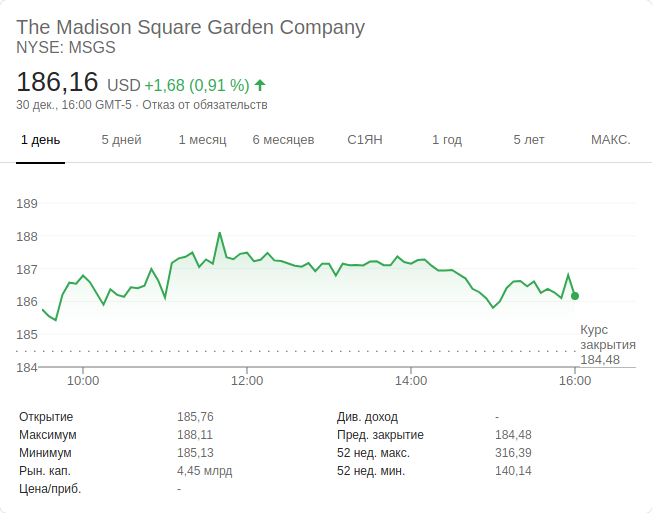 The Madison Square Garden Company
NYSE: MSGS
186,16 USD +1,68 (0,91 %)
30 дек., 16:00 GMT-5 · Отказ от обязательств
1 день 5 дней 1 месяц 6 месяцев С1ЯН 1 год 5 лет МАКС.
189
188
187
186
185
184
Курс
закрытия
184,48
10:00 12:00 14:00 16:00
Открытие 185,76 Див. доход -
Максимум 188,11 Пред. закрытие 184,48
Минимум 185,13 52 нед. макс. 316,39
Рын. кап. 4,45 млрд 52 нед. мин. 140,14
Цена/приб. -